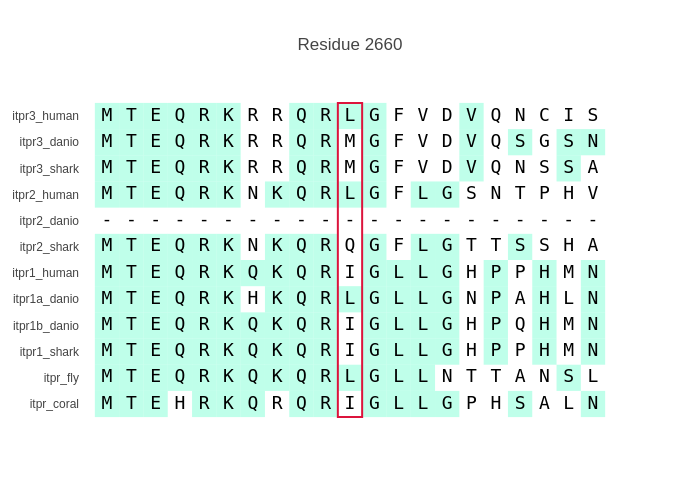 Residue 2660
itpr3_human M T E Q R K R R Q R L G F V D V Q N C I S
itpr3_danio M T E Q R K R R Q R M G F V D V Q S G S N
itpr3_shark M T E Q R K R R Q R M G F V D V Q N S S A
itpr2_human M T E Q R K N K Q R L G F L G S N T P H V
itpr2_danio - - - - - - - - - - - - - - - - - - - - -
itpr2_shark M T E Q R K N K Q R Q G F L G T T S S H A
itpr1_human M T E Q R K Q K Q R I G L L G H P P H M N
itpr1a_danio M T E Q R K H K Q R L G L L G N P A H L N
itpr1b_danio M T E Q R K Q K Q R I G L L G H P Q H M N
itpr1_shark M T E Q R K Q K Q R I G L L G H P P H M N
itpr_fly M T E Q R K Q K Q R L G L L N T T A N S L
itpr_coral M T E H R K Q R Q R I G L L G P H S A L N